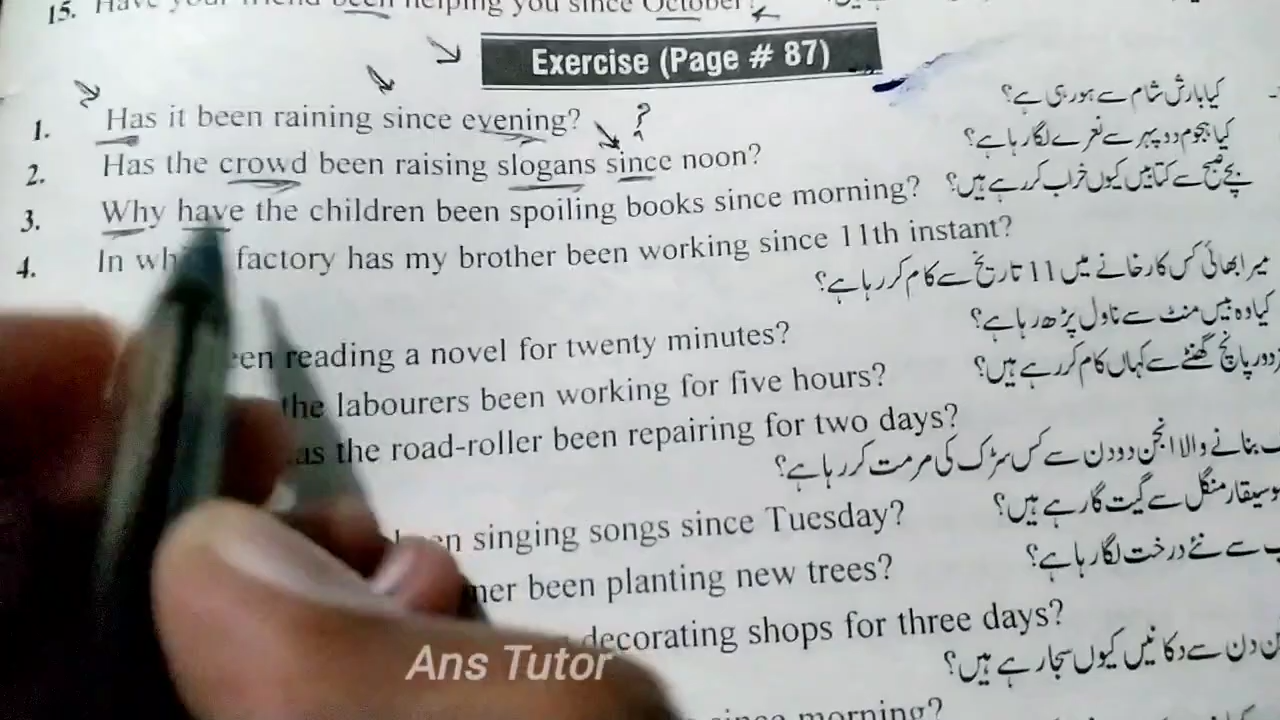 15. Have your friend been helping you since October?
Exercise (Page # 87)
1. Has it been raining since evening? ?
کیا بارش شام سے ہو رہی ہے؟
2. Has the crowd been raising slogans since noon?
کیا ہجوم دوپہر سے نعرے لگا رہا ہے؟
3. Why have the children been spoiling books since morning?
بچے صبح سے کتابیں کیوں خراب کر رہے ہیں؟
4. In factory has my brother been working since 11th instant?
میرا بھائی کس کارخانے میں 11 تاریخ سے کام کر رہا ہے؟
reading a novel for twenty minutes?
کیا وہ بیس منٹ سے ناول پڑھ رہا ہے؟
the labourers been working for five hours?
پانچ گھنٹے سے کہاں کام کر رہے ہیں؟
the road-roller been repairing for two days?
بنانے والا انجن دو دن سے کس سڑک کی مرمت کر رہا ہے؟
singing songs since Tuesday?
منگل سے گیت گا رہے ہیں؟
been planting new trees?
سے نئے درخت لگا رہا ہے؟
decorating shops for three days?
دن سے دکانیں کیوں سجا رہے ہیں؟
since morning?
Ans Tutor